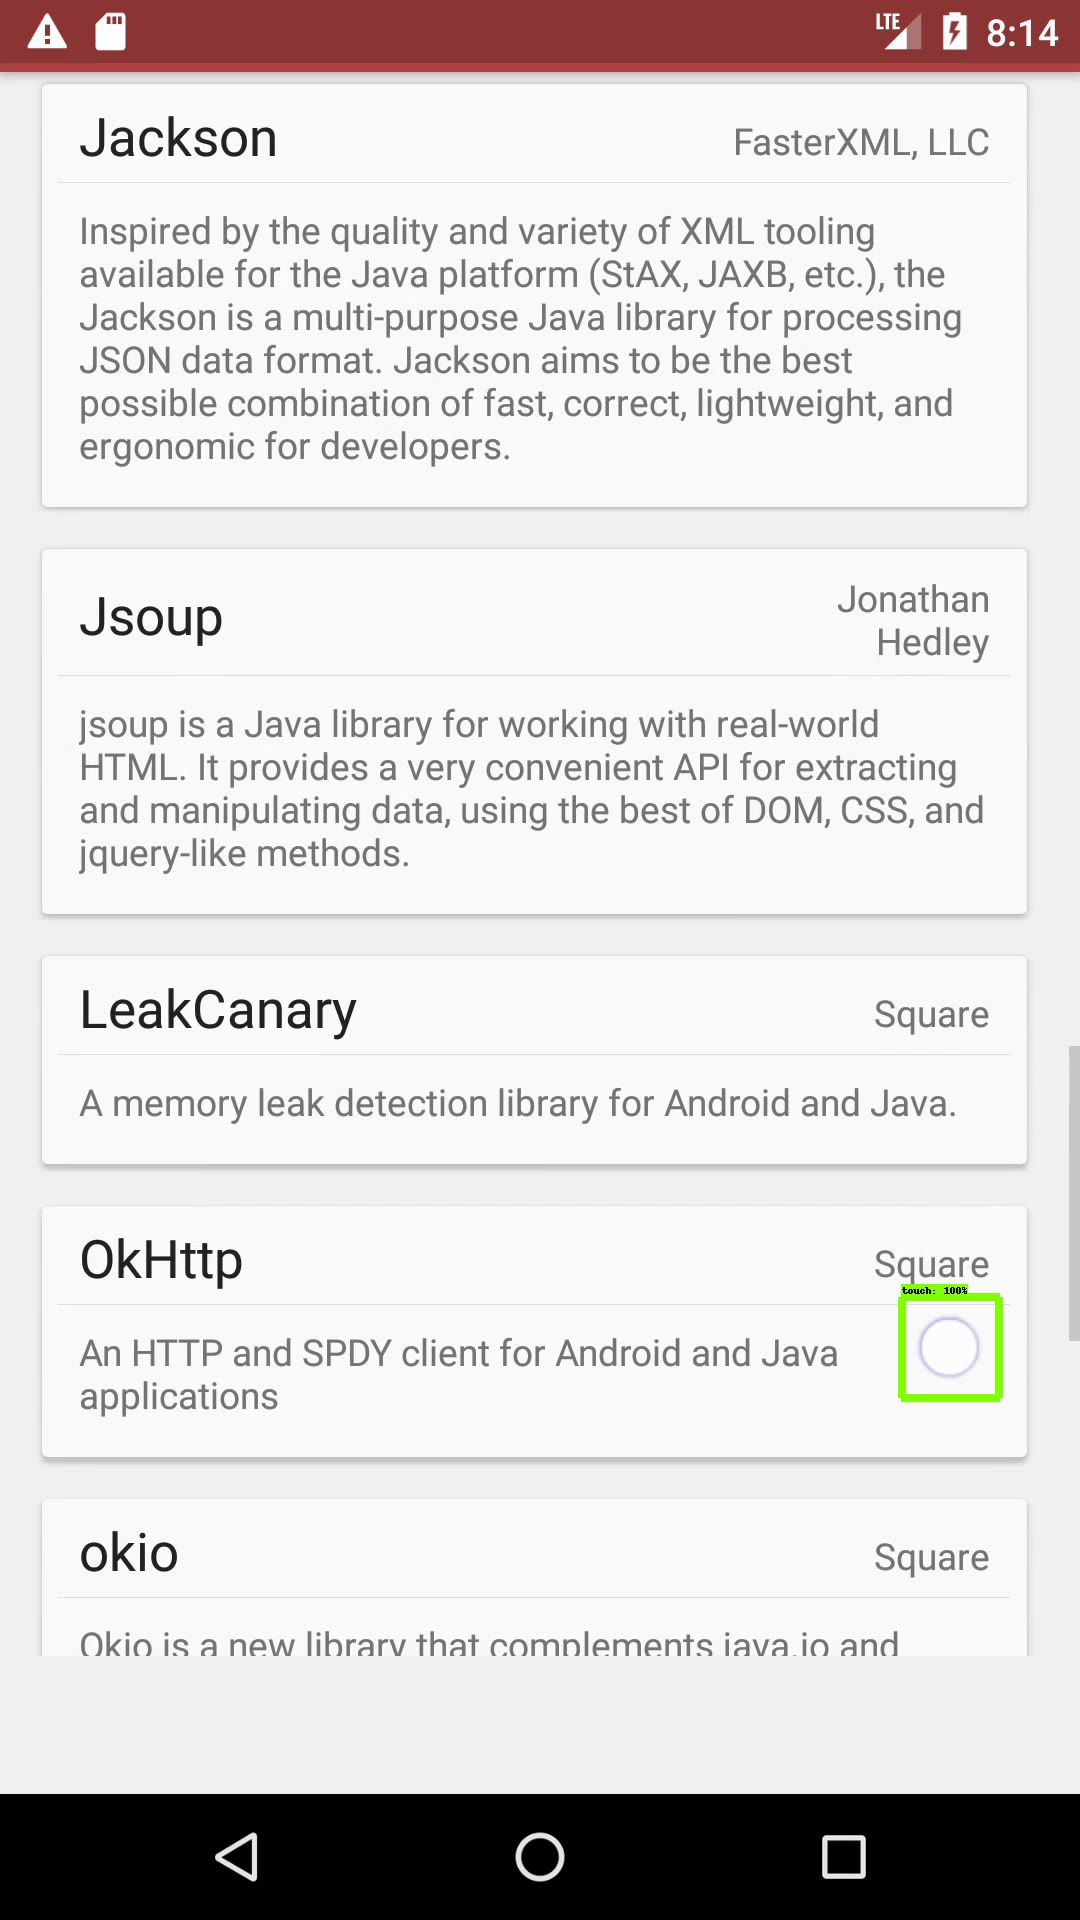 LTE 8:14
Jackson FasterXML, LLC
Inspired by the quality and variety of XML tooling
available for the Java platform (StAX, JAXB, etc.), the
Jackson is a multi-purpose Java library for processing
JSON data format. Jackson aims to be the best
possible combination of fast, correct, lightweight, and
ergonomic for developers.
Jsoup Jonathan
Hedley
jsoup is a Java library for working with real-world
HTML. It provides a very convenient API for extracting
and manipulating data, using the best of DOM, CSS, and
jquery-like methods.
LeakCanary Square
A memory leak detection library for Android and Java.
OkHttp Square
touch: 100%
An HTTP and SPDY client for Android and Java
applications
okio Square
Okio is a new library that complements java.io and